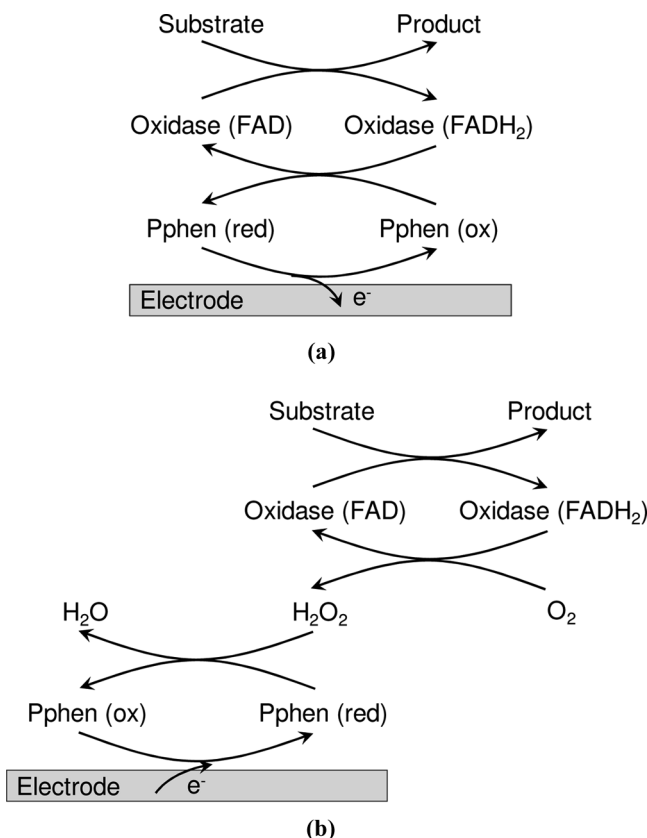 Substrate Product
Oxidase (FAD) Oxidase (FADH₂)
Pphen (red) Pphen (ox)
Electrode e⁻
(a)
Substrate Product
Oxidase (FAD) Oxidase (FADH₂)
H₂O H₂O₂ O₂
Pphen (ox) Pphen (red)
Electrode e⁻
(b)